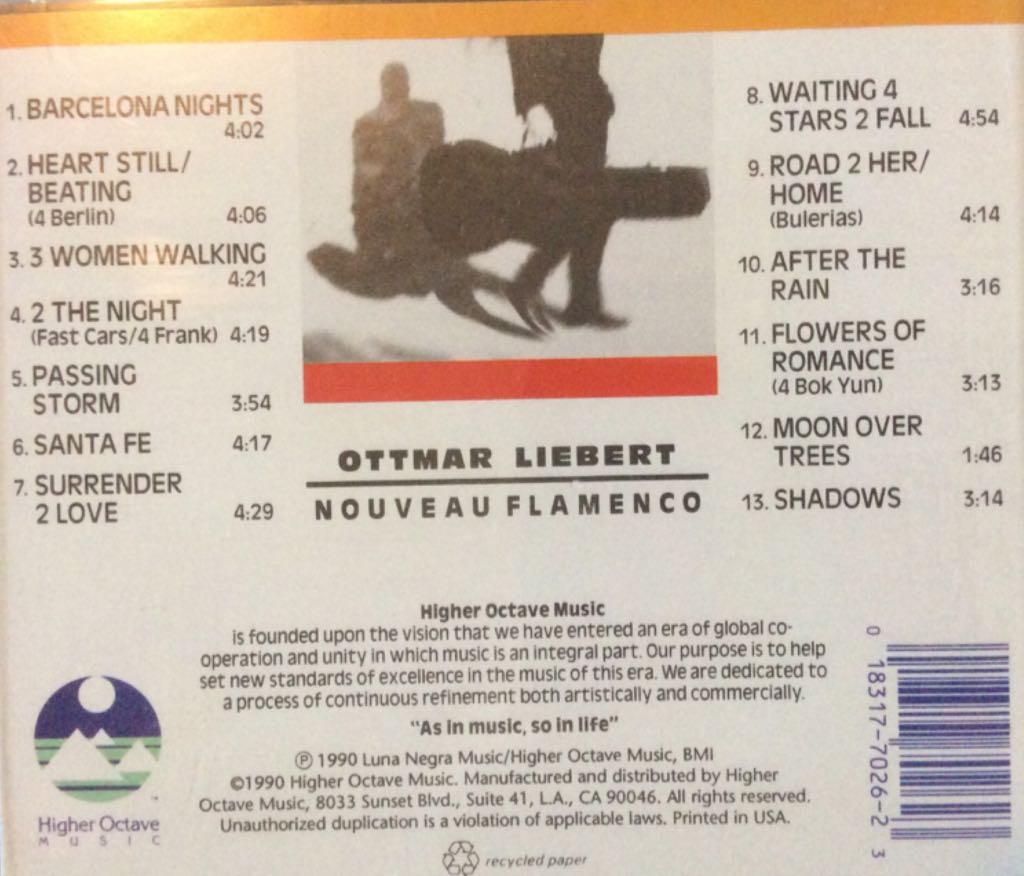 1. BARCELONA NIGHTS
4:02
2. HEART STILL/
BEATING
(4 Berlin) 4:06
3. 3 WOMEN WALKING
4:21
4. 2 THE NIGHT
(Fast Cars/4 Frank) 4:19
5. PASSING
STORM 3:54
6. SANTA FE 4:17
7. SURRENDER
2 LOVE 4:29
8. WAITING 4
STARS 2 FALL 4:54
9. ROAD 2 HER/
HOME
(Bulerias) 4:14
10. AFTER THE
RAIN 3:16
11. FLOWERS OF
ROMANCE
(4 Bok Yun) 3:13
12. MOON OVER
TREES 1:46
13. SHADOWS 3:14
OTTMAR LIEBERT
NOUVEAU FLAMENCO
Higher Octave Music
is founded upon the vision that we have entered an era of global co-
operation and unity in which music is an integral part. Our purpose is to help
set new standards of excellence in the music of this era. We are dedicated to
a process of continuous refinement both artistically and commercially.
"As in music, so in life"
℗ 1990 Luna Negra Music/Higher Octave Music, BMI
©1990 Higher Octave Music. Manufactured and distributed by Higher
Octave Music, 8033 Sunset Blvd., Suite 41, L.A., CA 90046. All rights reserved.
Unauthorized duplication is a violation of applicable laws. Printed in USA.
recycled paper
Higher Octave
MUSIC
™
0 18317-7026-2 3